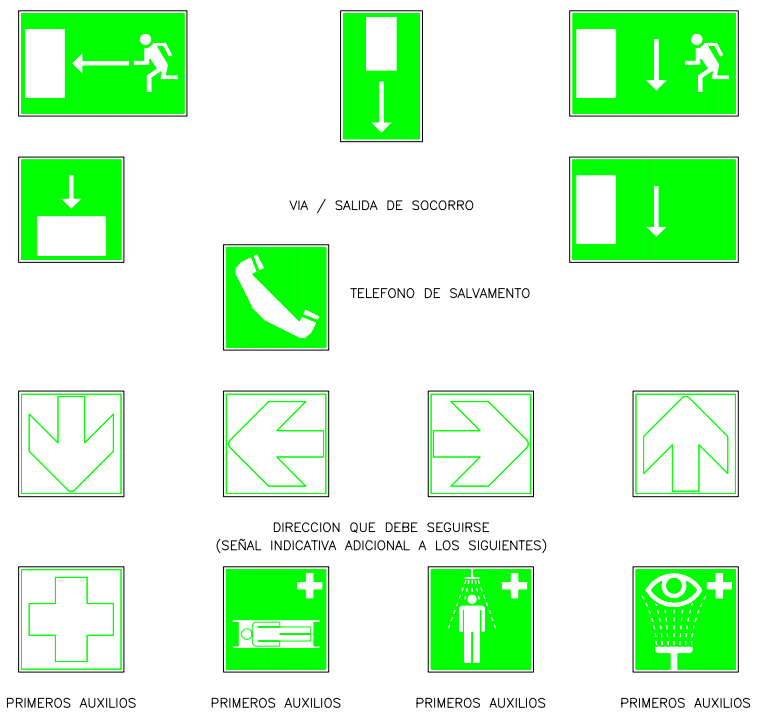 VIA / SALIDA DE SOCORRO
TELEFONO DE SALVAMENTO
DIRECCION QUE DEBE SEGUIRSE
(SEÑAL INDICATIVA ADICIONAL A LOS SIGUIENTES)
PRIMEROS AUXILIOS
PRIMEROS AUXILIOS
PRIMEROS AUXILIOS
PRIMEROS AUXILIOS